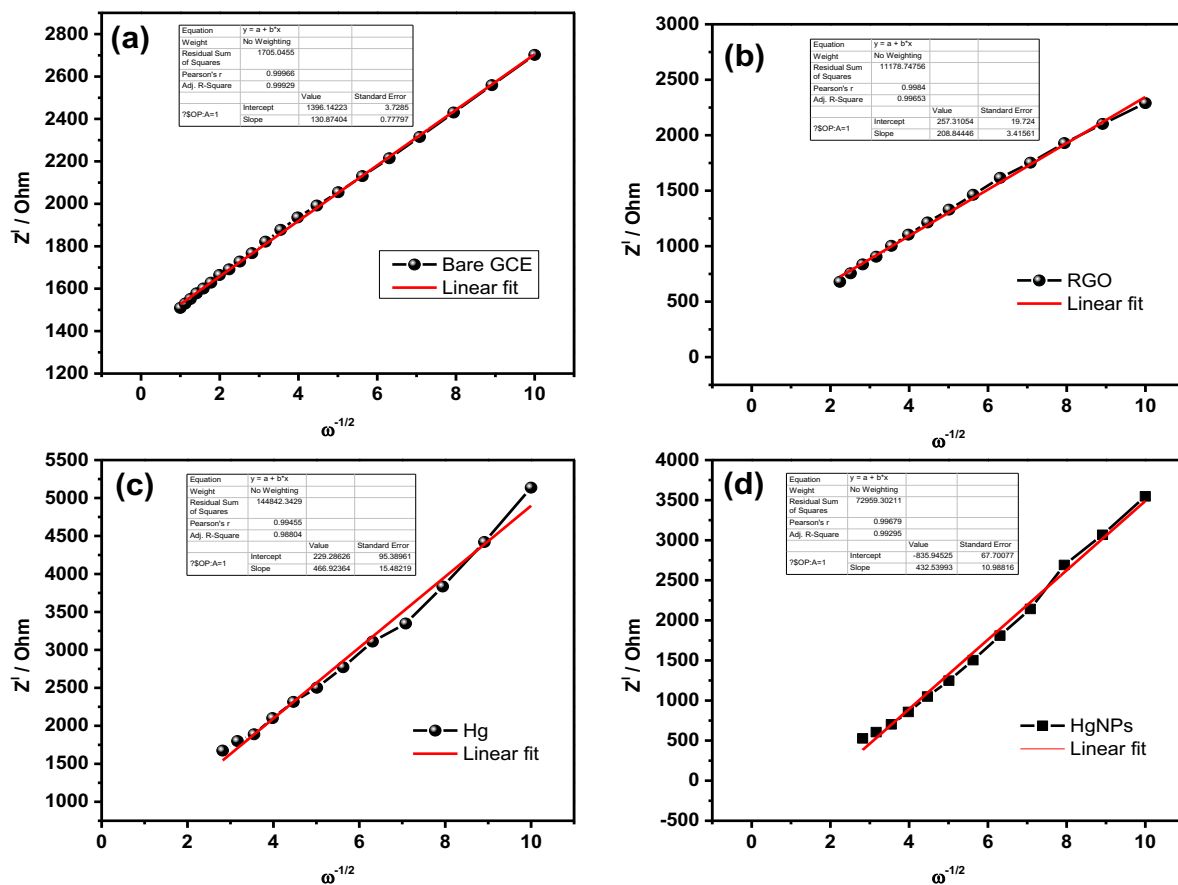 (a)
Equation y = a + b*x
Weight No Weighting
Residual Sum of Squares 1705.0455
Pearson's r 0.99966
Adj. R-Square 0.99929
Value Standard Error
?$OP:A=1 Intercept 1396.14223 3.7285
Slope 130.87404 0.77797
2800
2600
2400
2200
2000
1800
1600
1400
1200
Z^I / Ohm
Bare GCE
Linear fit
0 2 4 6 8 10
ω^-1/2
(b)
Equation y = a + b*x
Weight No Weighting
Residual Sum of Squares 11178.74756
Pearson's r 0.9984
Adj. R-Square 0.99653
Value Standard Error
?$OP:A=1 Intercept 257.31054 19.724
Slope 208.84446 3.41561
3000
2500
2000
1500
1000
500
0
Z^I / Ohm
RGO
Linear fit
0 2 4 6 8 10
ω^-1/2
(c)
Equation y = a + b*x
Weight No Weighting
Residual Sum of Squares 144842.3429
Pearson's r 0.99455
Adj. R-Square 0.98804
Value Standard Error
?$OP:A=1 Intercept 229.28626 95.38961
Slope 466.92364 15.48219
5500
5000
4500
4000
3500
3000
2500
2000
1500
1000
Z^I / Ohm
Hg
Linear fit
0 2 4 6 8 10
ω^-1/2
(d)
Equation y = a + b*x
Weight No Weighting
Residual Sum of Squares 72959.30211
Pearson's r 0.99679
Adj. R-Square 0.99295
Value Standard Error
?$OP:A=1 Intercept -835.94525 67.70077
Slope 432.53993 10.98816
4000
3500
3000
2500
2000
1500
1000
500
0
-500
Z^I / Ohm
HgNPs
Linear fit
0 2 4 6 8 10
ω^-1/2